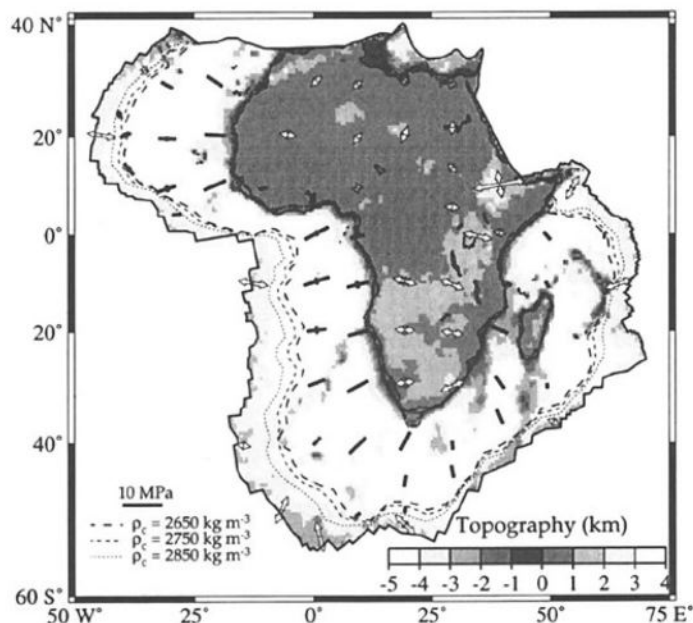 40 N°
20°
0°
20°
40°
60 S°
50 W°
25°
0°
25°
50°
75 E°
10 MPa
ρc = 2650 kg m-3
ρc = 2750 kg m-3
ρc = 2850 kg m-3
Topography (km)
-5 -4 -3 -2 -1 0 1 2 3 4